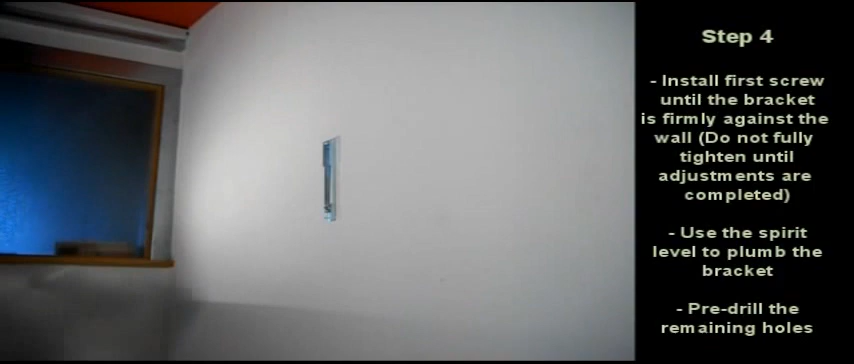 Step 4
- Install first screw
until the bracket
is firmly against the
wall (Do not fully
tighten until
adjustments are
completed)
- Use the spirit
level to plumb the
bracket
- Pre-drill the
remaining holes